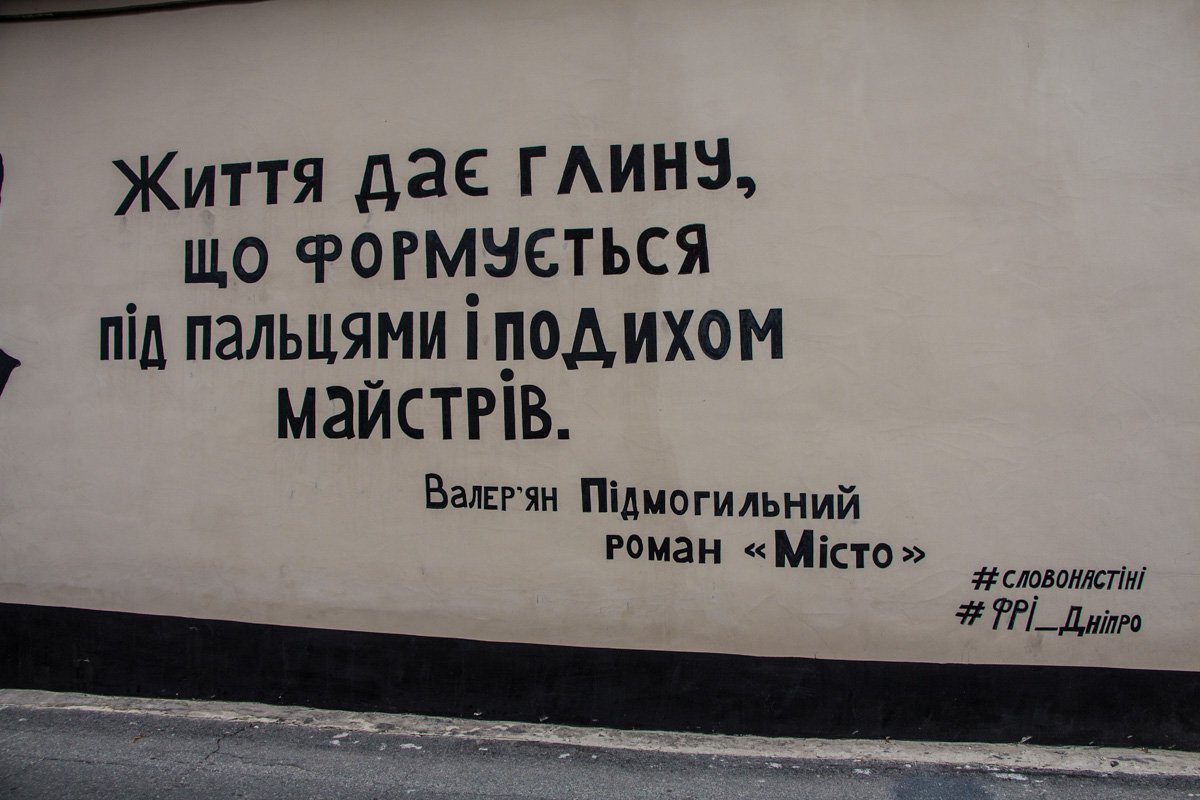 Життя дає глину,
що формується
під пальцями і подихом
майстрів.
Валер'ян Підмогильний
роман «Місто»
#словонастіні
#ФРІ_Дніпро